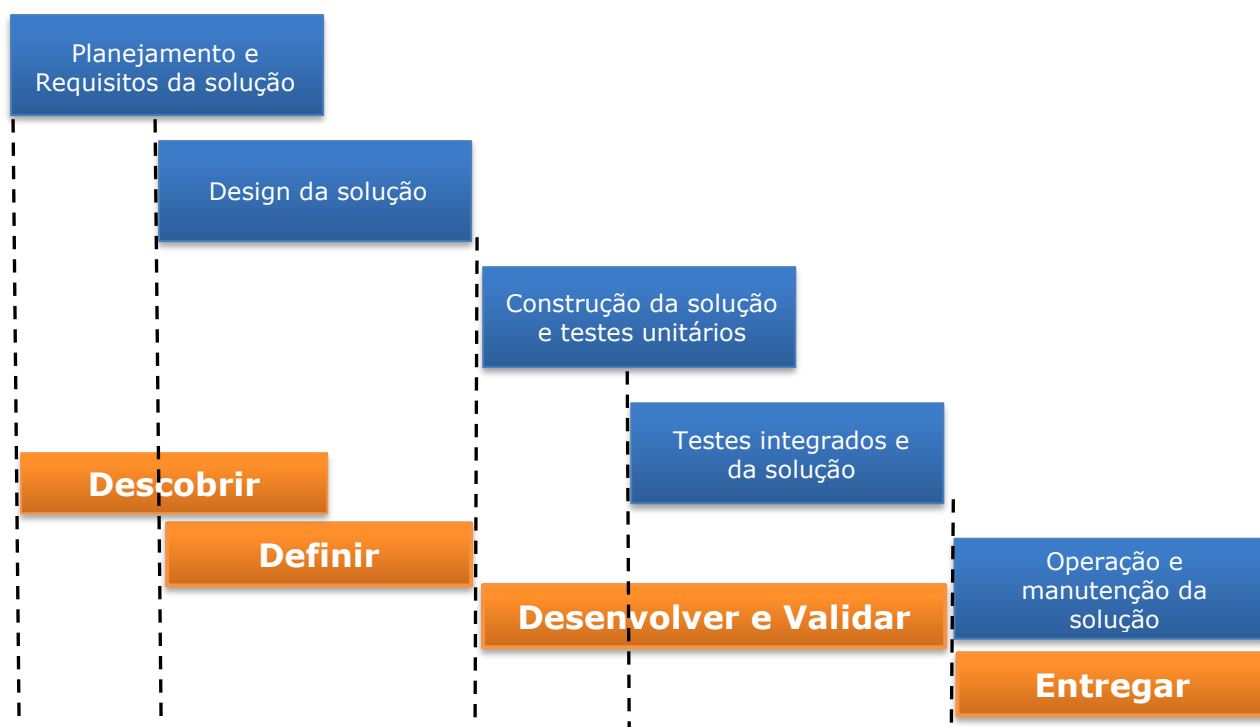 Planejamento e
Requisitos da solução
Design da solução
Construção da solução
e testes unitários
Testes integrados e
da solução
Descobrir
Definir
Operação e
manutenção da
solução
Desenvolver e Validar
Entregar